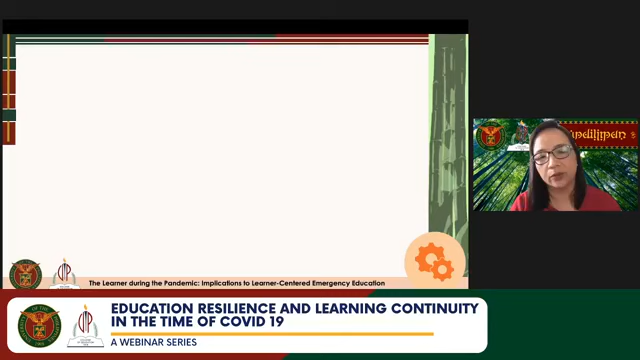 The Learner during the Pandemic: Implications to Learner-Centered Emergency Education
EDUCATION RESILIENCE AND LEARNING CONTINUITY
IN THE TIME OF COVID 19
A WEBINAR SERIES